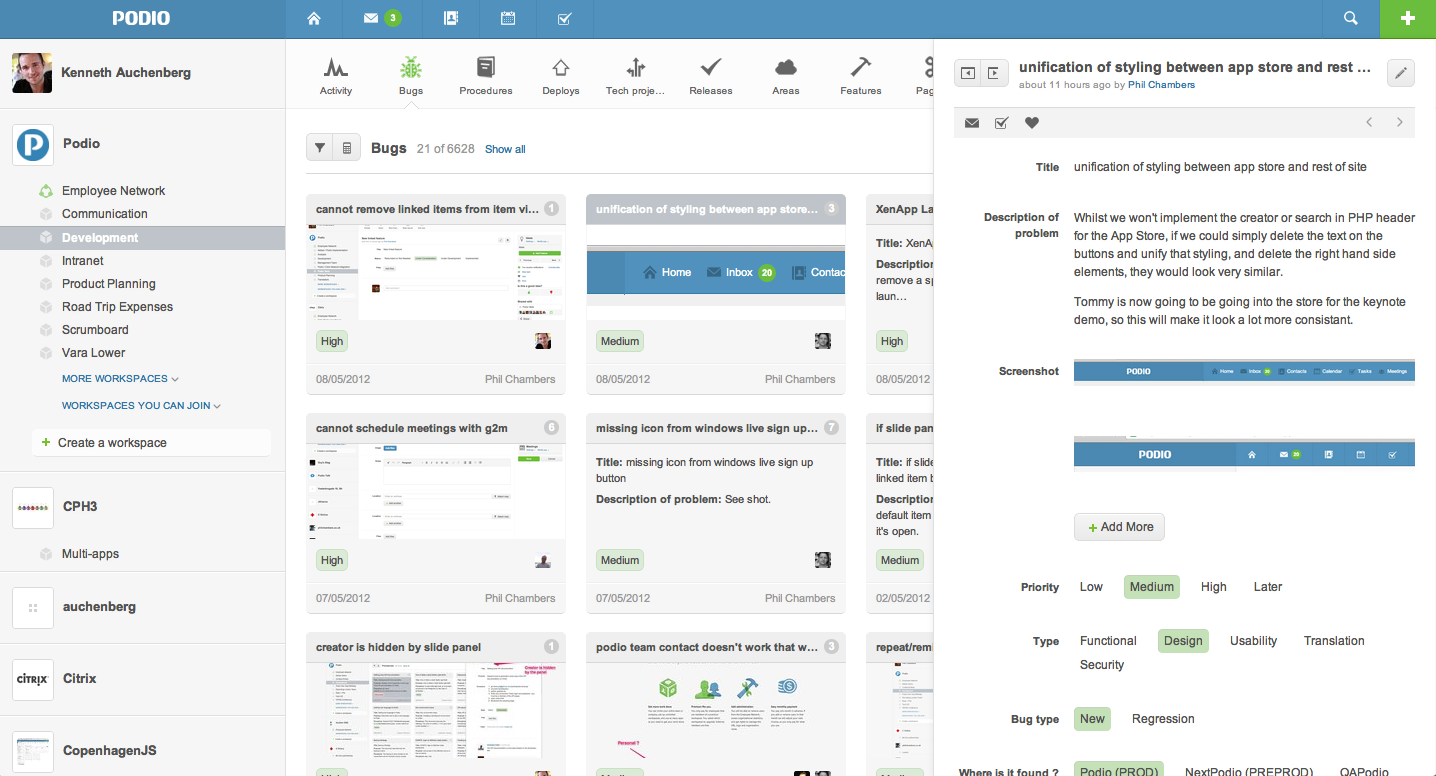 PODIO
3
Kenneth Auchenberg
Podio
Employee Network
Communication
Development
Intranet
Product Planning
Road Trip Expenses
Scrumboard
Vara Lower
MORE WORKSPACES
WORKSPACES YOU CAN JOIN
+ Create a workspace
CPH3
Multi-apps
auchenberg
CITRIX
Citrix
CopenhagenJS
Activity
Bugs
Procedures
Deploys
Tech proje...
Releases
Areas
Features
Pag
Bugs 21 of 6628 Show all
cannot remove linked items from item vi... 1
High
08/05/2012 Phil Chambers
unification of styling between app store... 3
Home Inbox 20 Contac
Medium
08/05/2012 Phil Chambers
XenApp La
Title: XenA
Description
remove a sp
laun…
High
08/05/2012
cannot schedule meetings with g2m 6
High
07/05/2012 Phil Chambers
missing icon from windows live sign up... 7
Title: missing icon from windows live sign up
button
Description of problem: See shot.
Medium
07/05/2012 Phil Chambers
if slide pan
Title: if slide
linked item b
Description
default item
it's open.
Medium
02/05/2012
creator is hidden by slide panel 1
Creator is hidden
by the panel
High
podio team contact doesn't work that w... 3
Personal ?
Medium
repeat/remi
unification of styling between app store and rest ...
about 11 hours ago by Phil Chambers
Title unification of styling between app store and rest of site
Description of
problem
Whilst we won't implement the creator or search in PHP header
for the App Store, if we could simply delete the text on the
buttons and unify that styling, and delete the right hand side
elements, they would look very similar.
Tommy is now going to be going into the store for the keynote
demo, so this will make it look a lot more consistant.
Screenshot
PODIO Home Inbox 20 Contacts Calendar Tasks Meetings
PODIO 20
+ Add More
Priority Low Medium High Later
Type Functional Design Usability Translation
Security
Bug type New Regression
Where is it found ? Podio (PROD) NextPodio (PREPROD) QAPodio